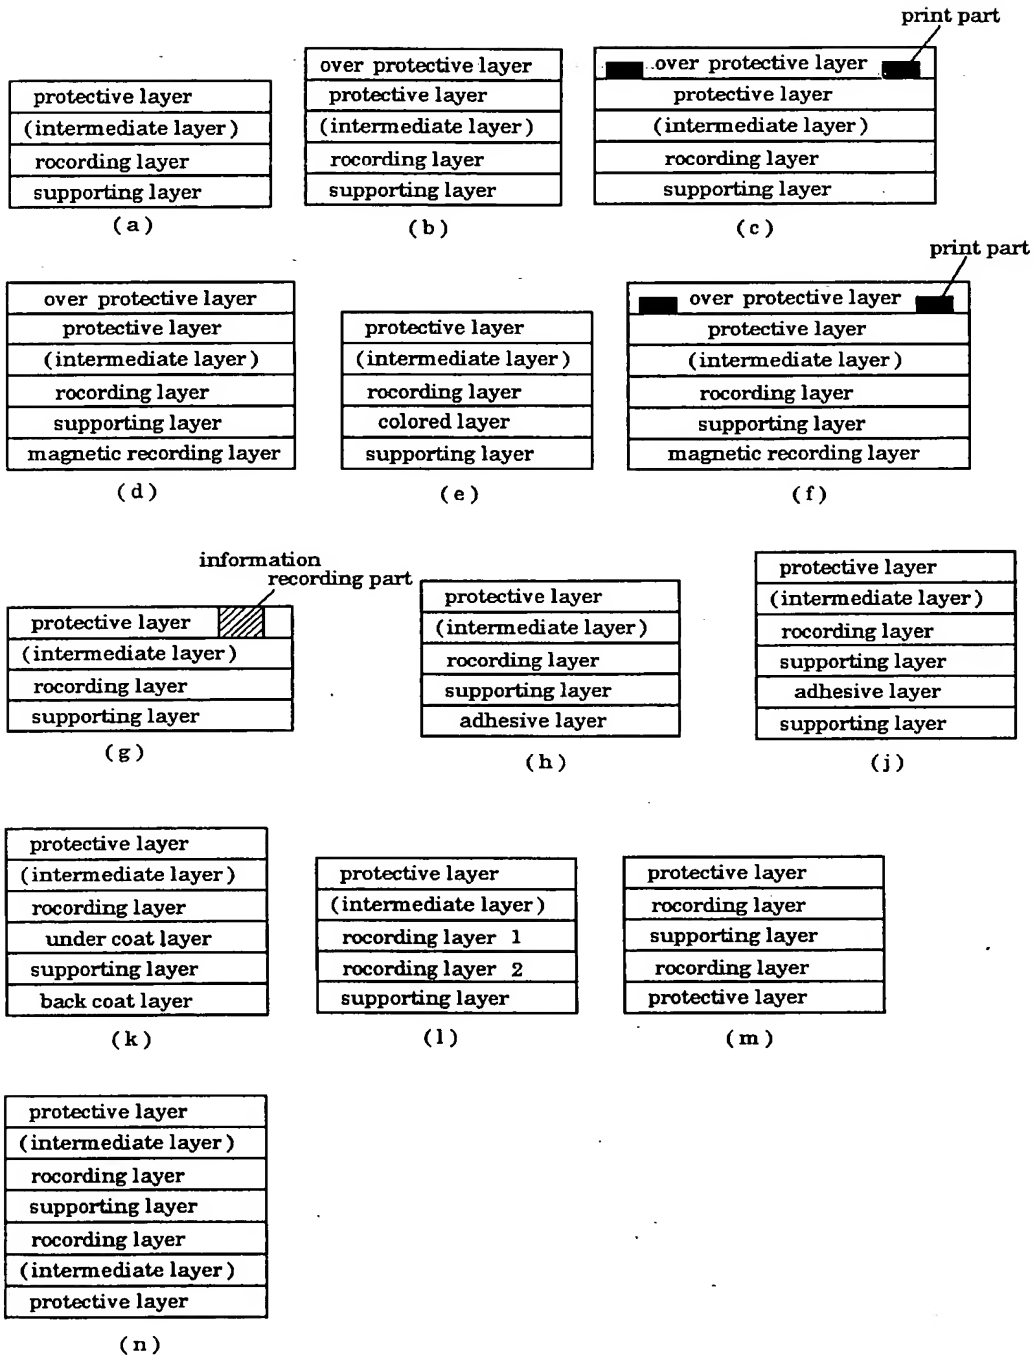 print part
over protective layer
protective layer
(intermediate layer)
rocording layer
supporting layer
(c)
over protective layer
protective layer
(intermediate layer)
rocording layer
supporting layer
(b)
protective layer
(intermediate layer)
rocording layer
supporting layer
(a)
print part
over protective layer
protective layer
(intermediate layer)
rocording layer
supporting layer
magnetic recording layer
(d)
protective layer
(intermediate layer)
rocording layer
colored layer
supporting layer
(e)
over protective layer
protective layer
(intermediate layer)
rocording layer
supporting layer
magnetic recording layer
(f)
information
recording part
protective layer
(intermediate layer)
rocording layer
supporting layer
(g)
protective layer
(intermediate layer)
rocording layer
supporting layer
adhesive layer
(h)
protective layer
(intermediate layer)
rocording layer
supporting layer
adhesive layer
supporting layer
(j)
protective layer
(intermediate layer)
rocording layer
under coat layer
supporting layer
back coat layer
(k)
protective layer
(intermediate layer)
rocording layer 1
rocording layer 2
supporting layer
(l)
protective layer
rocording layer
supporting layer
rocording layer
protective layer
(m)
protective layer
(intermediate layer)
rocording layer
supporting layer
rocording layer
(intermediate layer)
protective layer
(n)